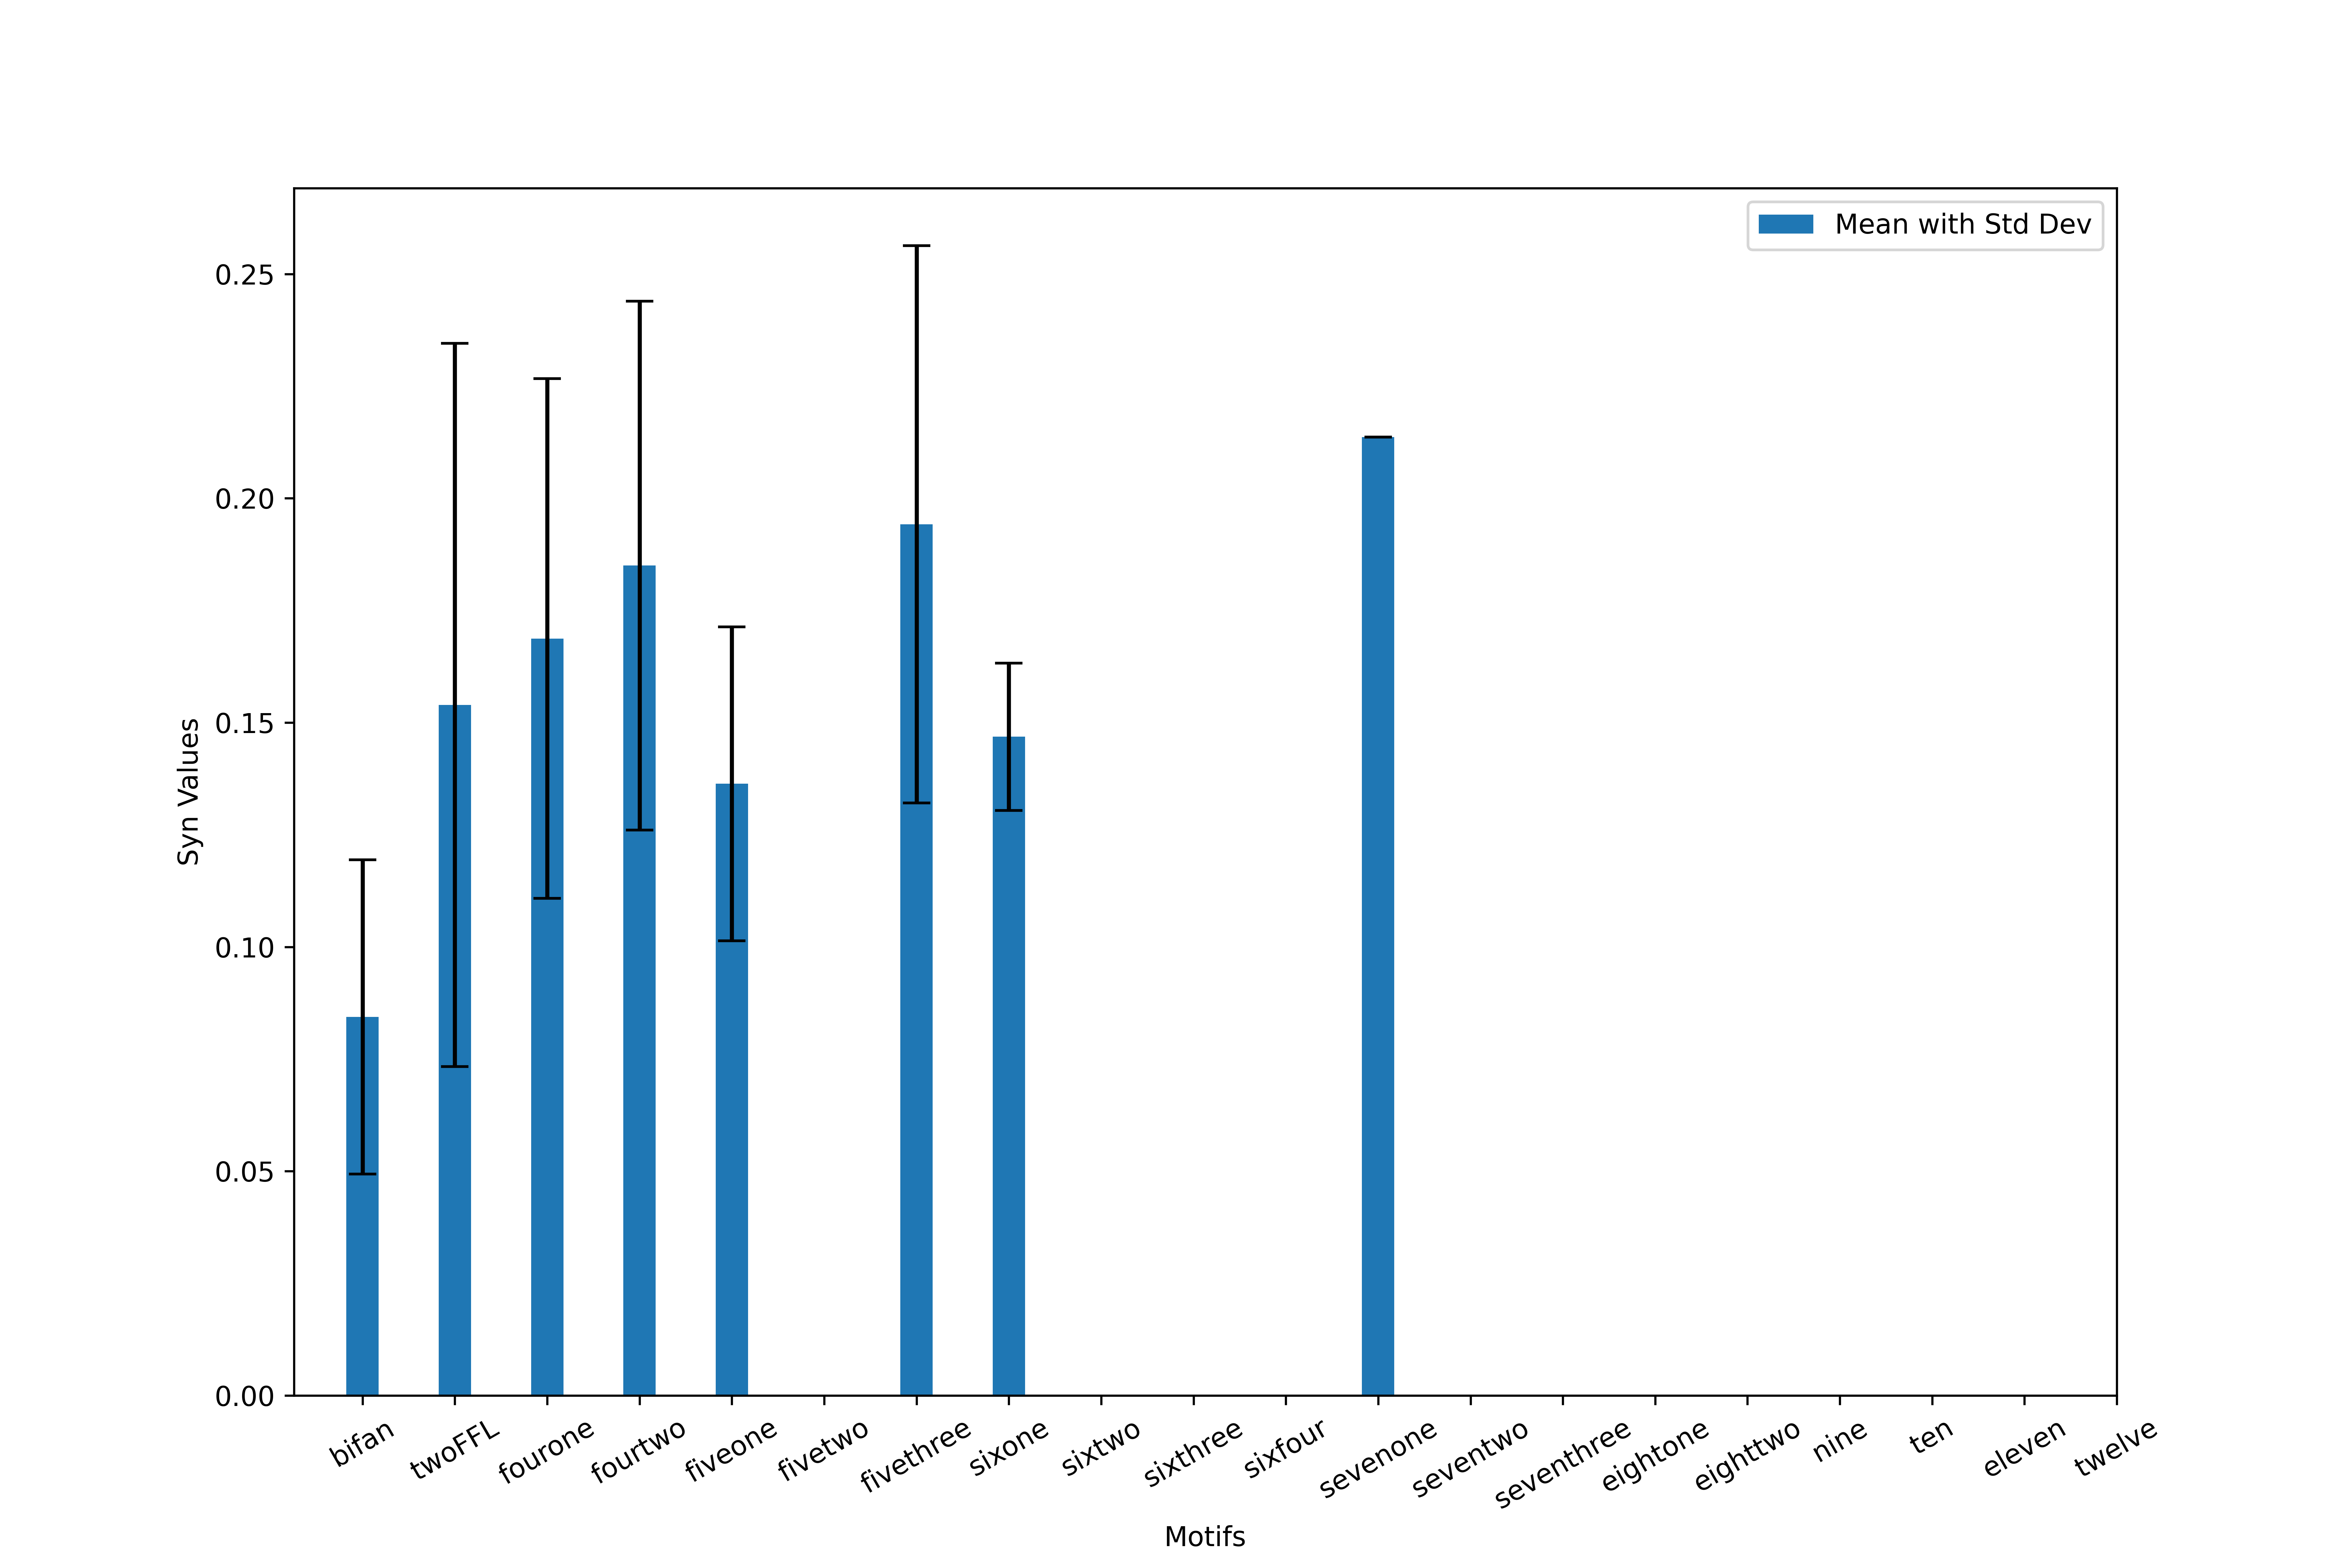 Mean with Std Dev
0.25
0.20
0.15
0.10
0.05
0.00
Syn Values
bifan
twoFFL
fourone
fourtwo
fiveone
fivetwo
fivethree
sixone
sixtwo
sixthree
sixfour
sevenone
seventwo
seventhree
eightone
eighttwo
nine
ten
eleven
twelve
Motifs